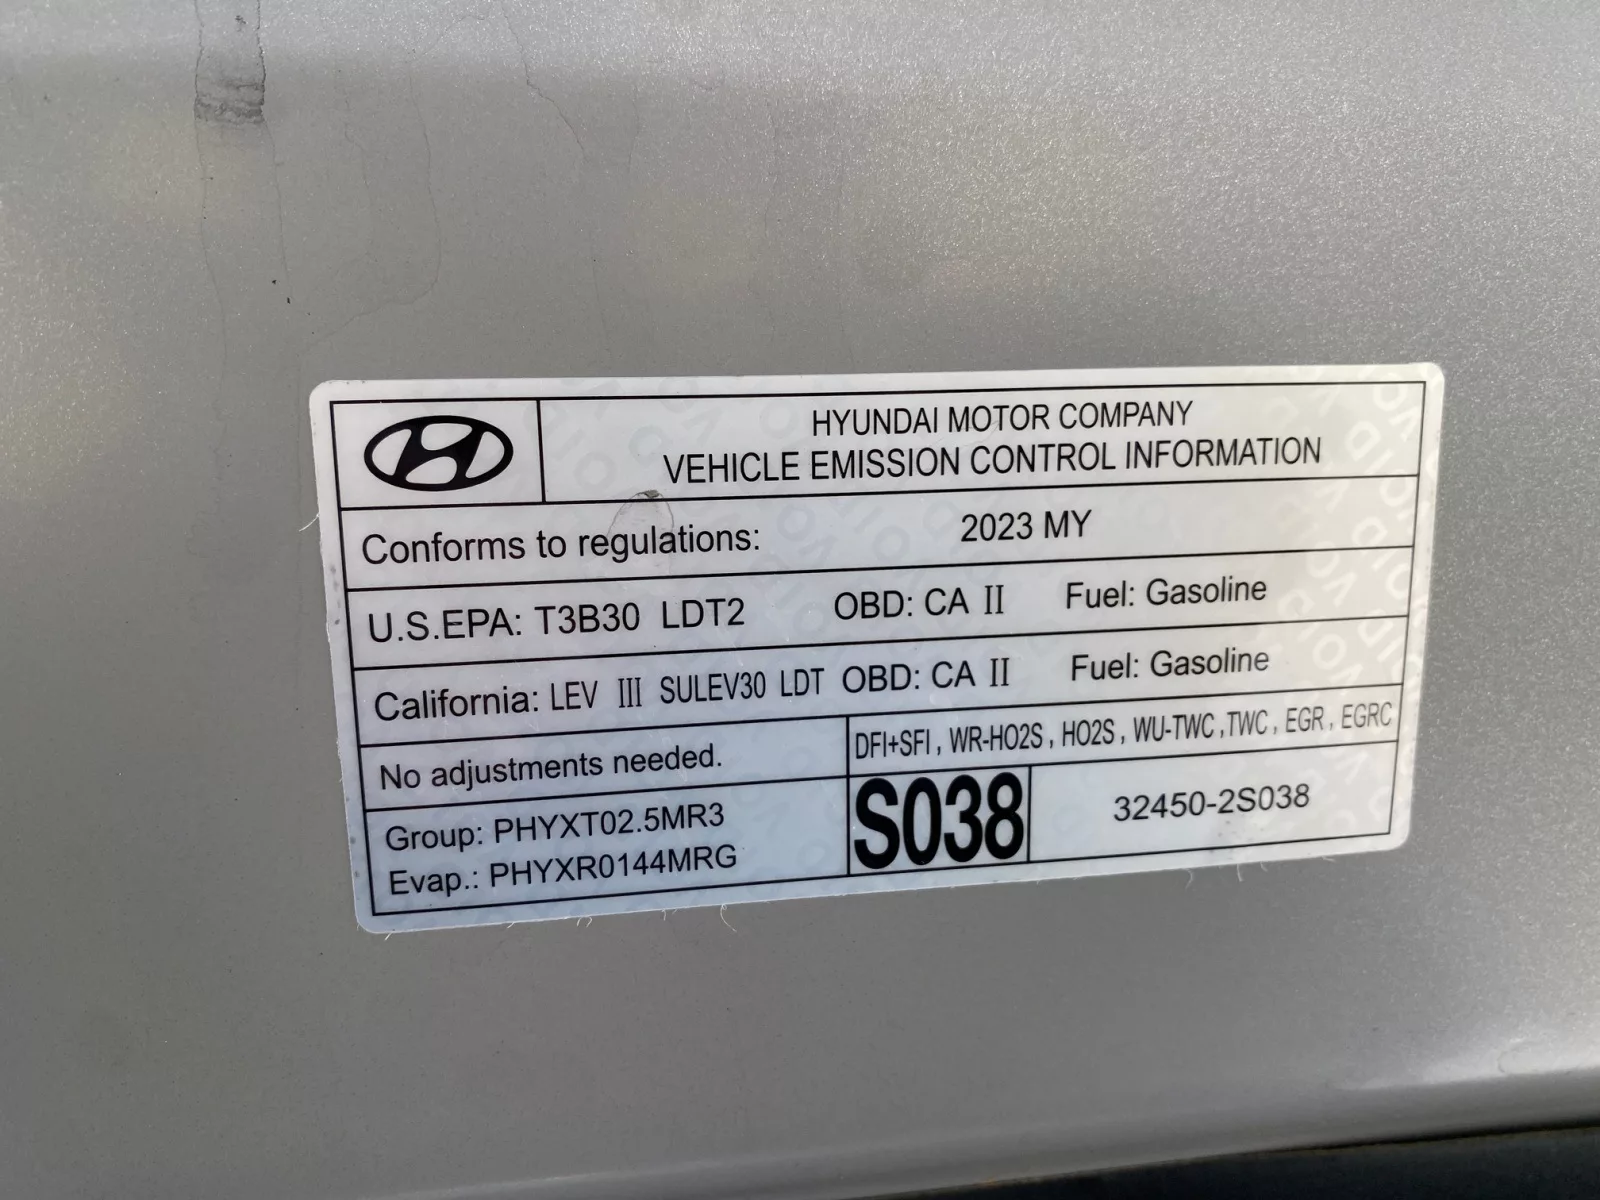 HYUNDAI MOTOR COMPANY
VEHICLE EMISSION CONTROL INFORMATION
Conforms to regulations: 2023 MY
U.S.EPA: T3B30 LDT2 OBD: CA II Fuel: Gasoline
California: LEV III SULEV30 LDT OBD: CA II Fuel: Gasoline
No adjustments needed.
DFI+SFI, WR-HO2S, HO2S, WU-TWC, TWC, EGR, EGRC
Group: PHYXT02.5MR3
Evap.: PHYXR0144MRG
S038
32450-2S038